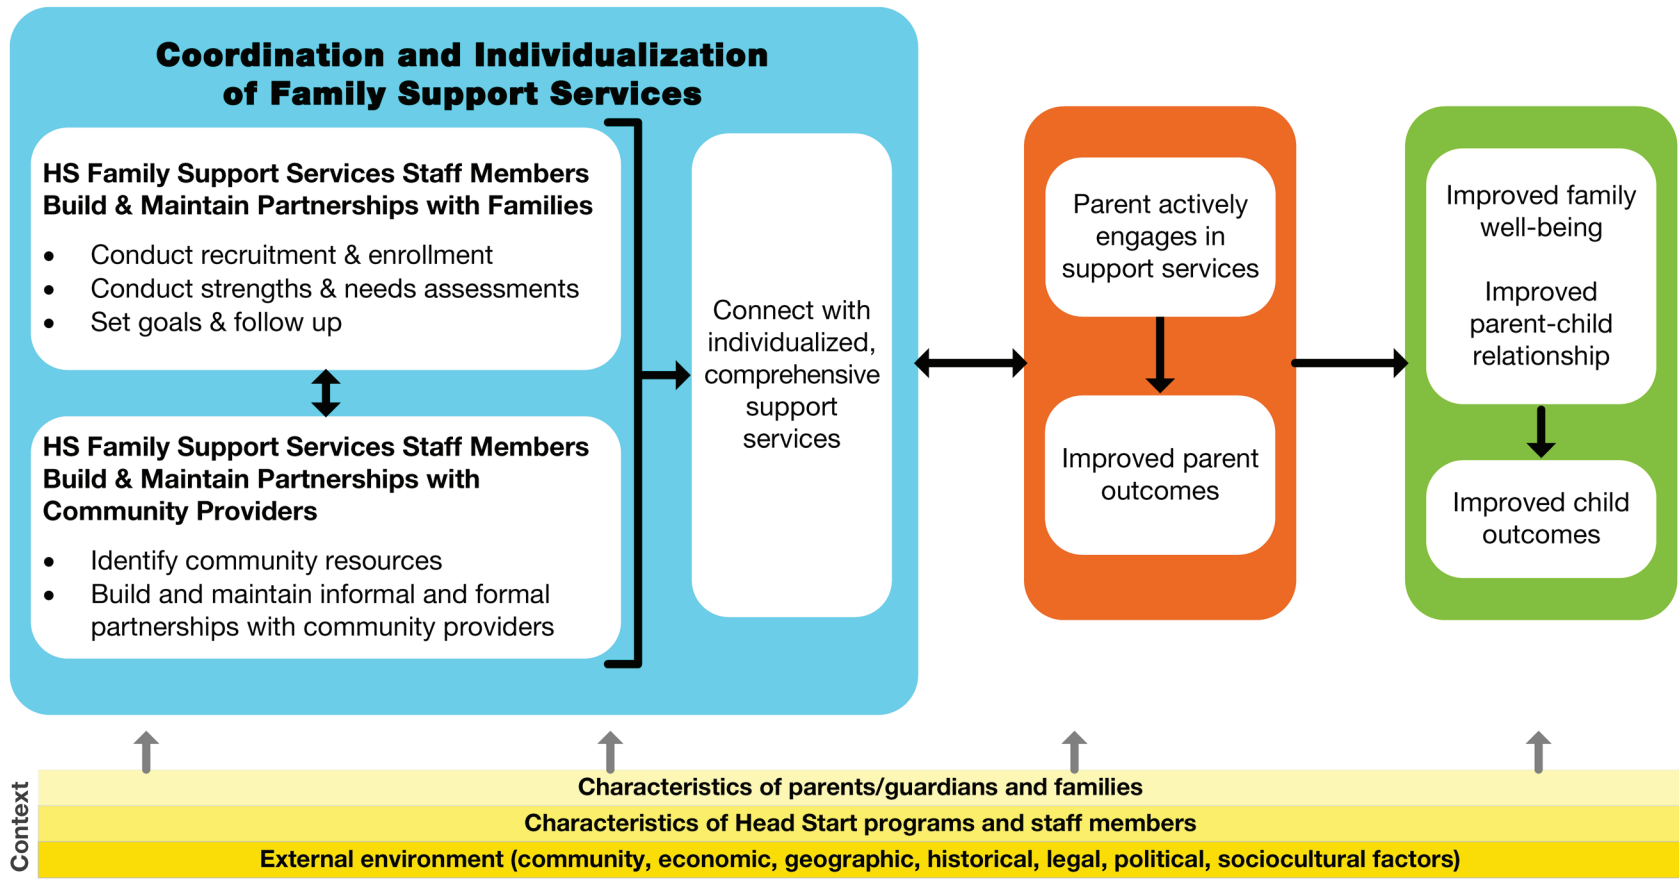 Coordination and Individualization
of Family Support Services
HS Family Support Services Staff Members
Build & Maintain Partnerships with Families
• Conduct recruitment & enrollment
• Conduct strengths & needs assessments
• Set goals & follow up
HS Family Support Services Staff Members
Build & Maintain Partnerships with
Community Providers
• Identify community resources
• Build and maintain informal and formal
partnerships with community providers
Connect with
individualized,
comprehensive
support
services
Parent actively
engages in
support services
Improved parent
outcomes
Improved family
well-being
Improved
parent-child
relationship
Improved child
outcomes
Context
Characteristics of parents/guardians and families
Characteristics of Head Start programs and staff members
External environment (community, economic, geographic, historical, legal, political, sociocultural factors)